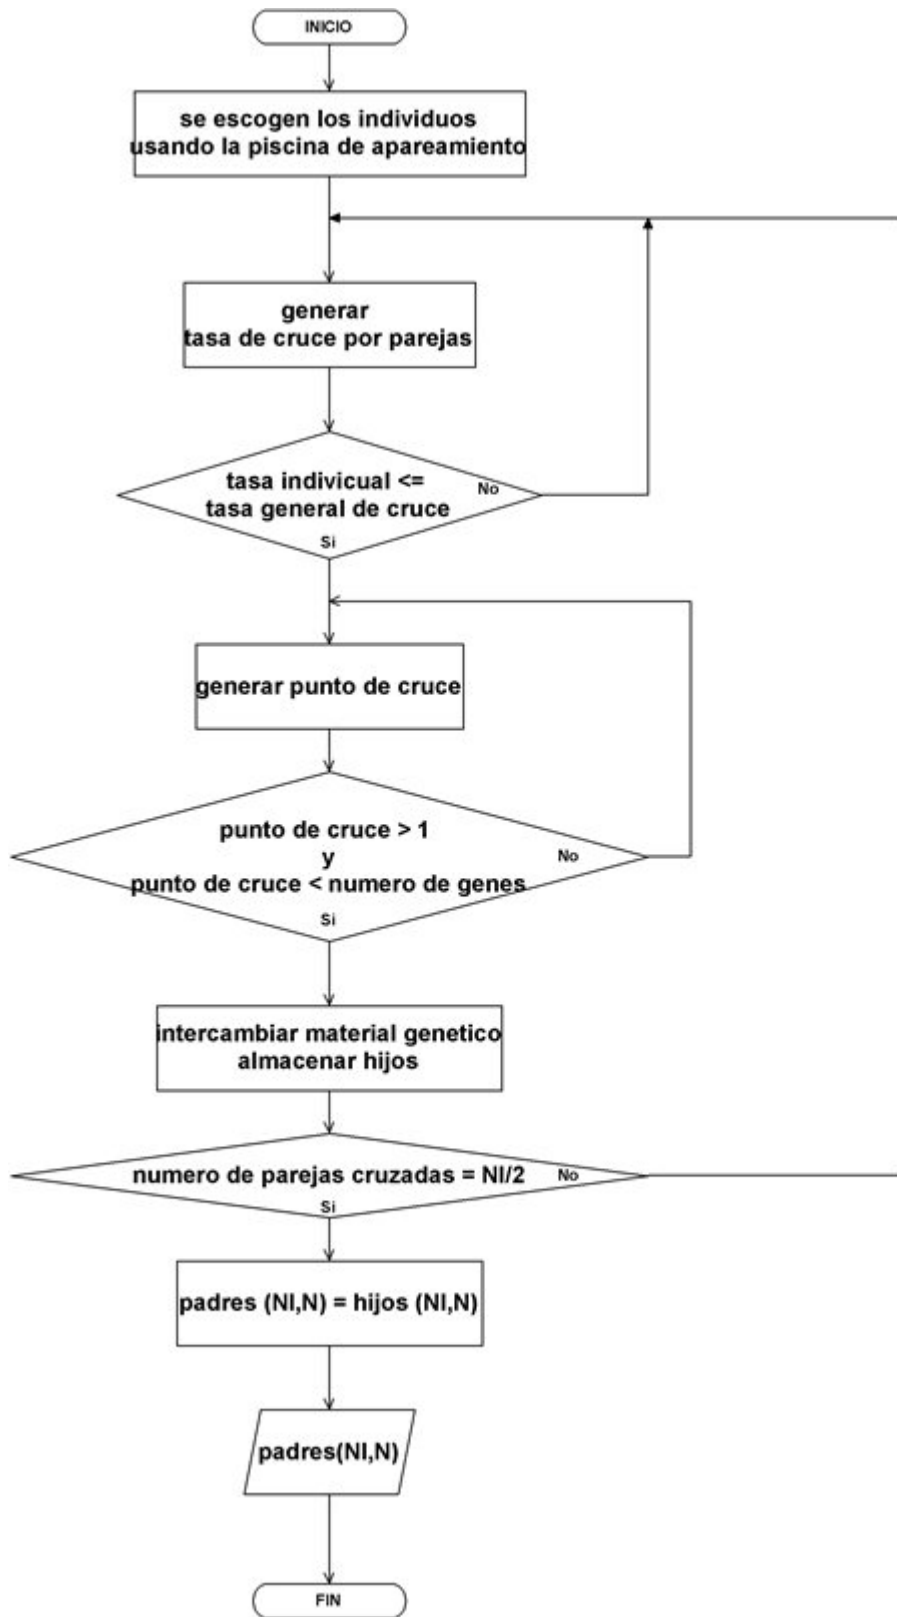 INICIO
se escogen los individuos
usando la piscina de apareamiento
generar
tasa de cruce por parejas
tasa indivicual <=
tasa general de cruce
No
Si
generar punto de cruce
punto de cruce > 1
y
punto de cruce < numero de genes
No
Si
intercambiar material genetico
almacenar hijos
numero de parejas cruzadas = NI/2
No
Si
padres (NI,N) = hijos (NI,N)
padres(NI,N)
FIN